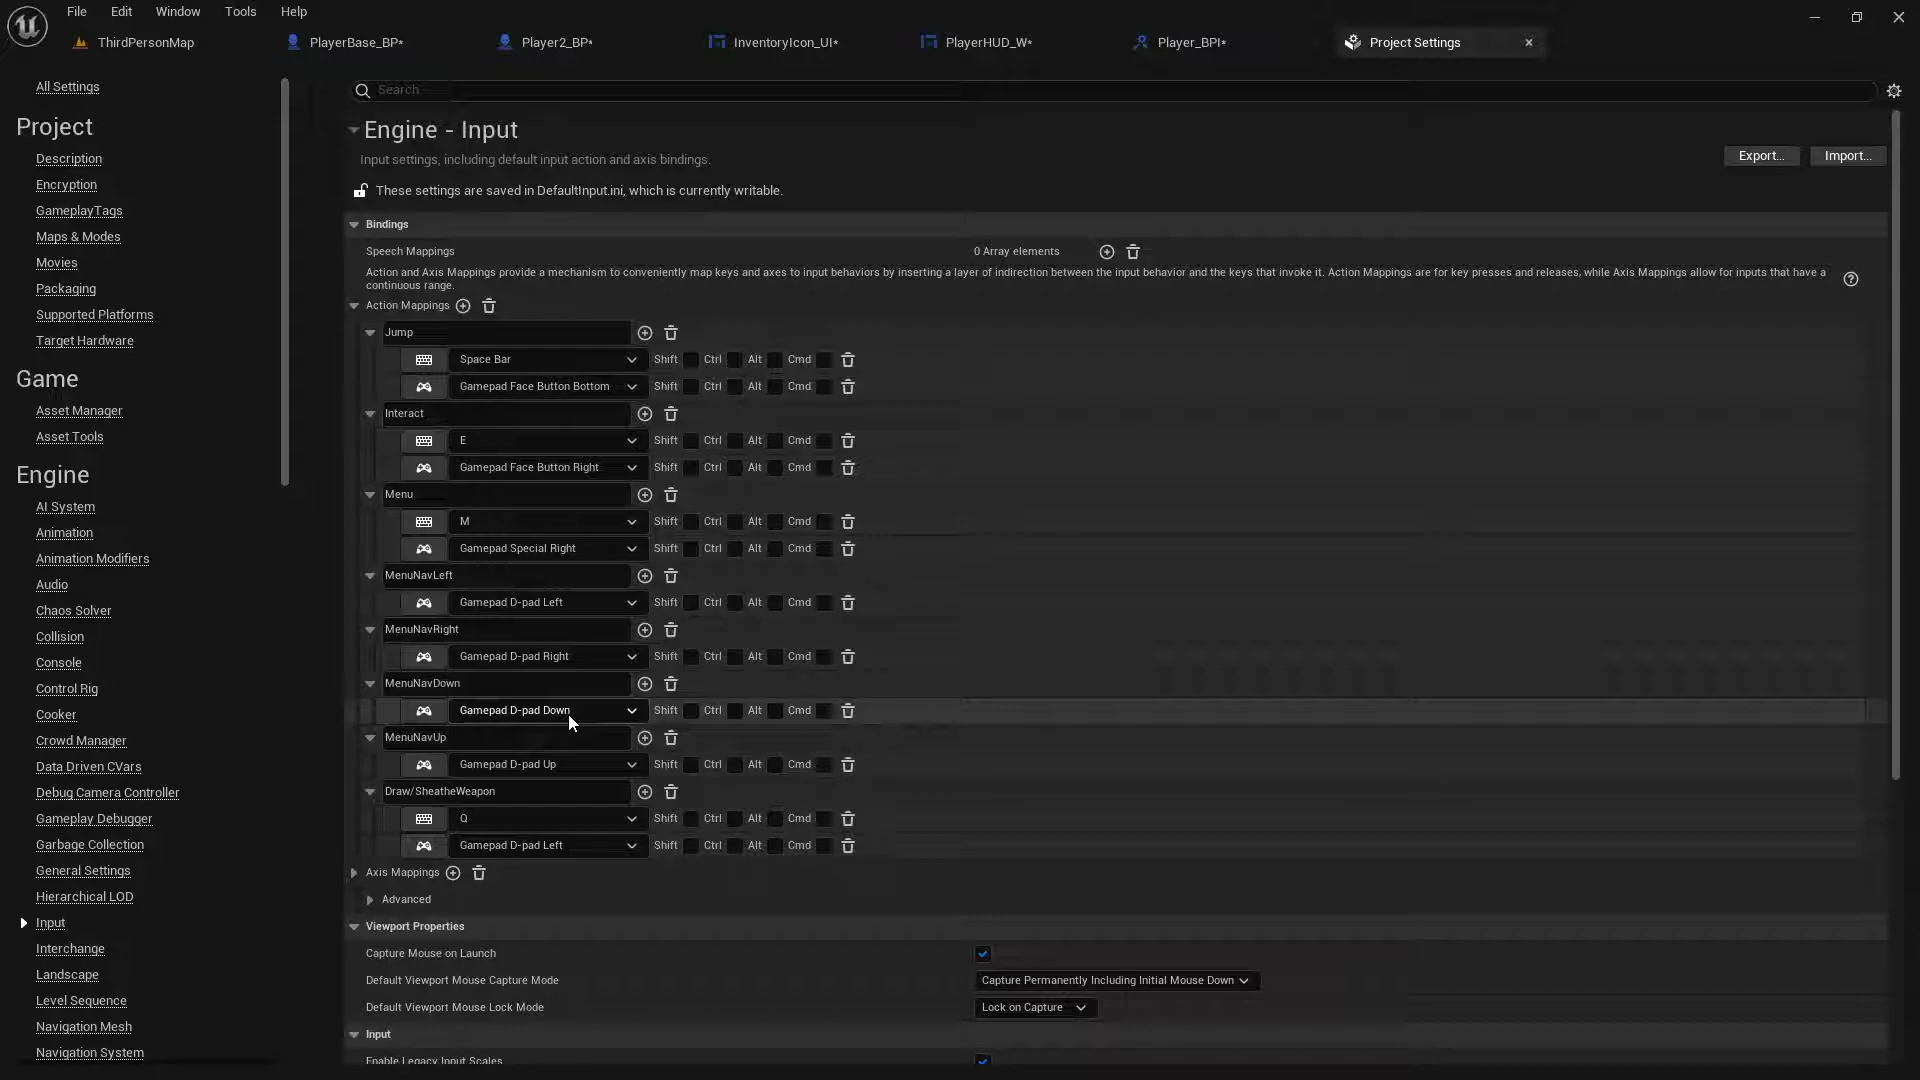 File Edit Window Tools Help
ThirdPersonMap PlayerBase_BP* Player2_BP* InventoryIcon_UI* PlayerHUD_W* Player_BPI* Project Settings
All Settings
Project
Description
Encryption
GameplayTags
Maps & Modes
Movies
Packaging
Supported Platforms
Target Hardware
Game
Asset Manager
Asset Tools
Engine
AI System
Animation
Animation Modifiers
Audio
Chaos Solver
Collision
Console
Control Rig
Cooker
Crowd Manager
Data Driven CVars
Debug Camera Controller
Gameplay Debugger
Garbage Collection
General Settings
Hierarchical LOD
Input
Interchange
Landscape
Level Sequence
Navigation Mesh
Navigation System
Search
Engine - Input
Input settings, including default input action and axis bindings.
Export... Import...
These settings are saved in DefaultInput.ini, which is currently writable.
Bindings
Speech Mappings 0 Array elements
Action and Axis Mappings provide a mechanism to conveniently map keys and axes to input behaviors by inserting a layer of indirection between the input behavior and the keys that invoke it. Action Mappings are for key presses and releases, while Axis Mappings allow for inputs that have a
continuous range.
Action Mappings
Jump
Space Bar Shift Ctrl Alt Cmd
Gamepad Face Button Bottom Shift Ctrl Alt Cmd
Interact
E Shift Ctrl Alt Cmd
Gamepad Face Button Right Shift Ctrl Alt Cmd
Menu
M Shift Ctrl Alt Cmd
Gamepad Special Right Shift Ctrl Alt Cmd
MenuNavLeft
Gamepad D-pad Left Shift Ctrl Alt Cmd
MenuNavRight
Gamepad D-pad Right Shift Ctrl Alt Cmd
MenuNavDown
Gamepad D-pad Down Shift Ctrl Alt Cmd
MenuNavUp
Gamepad D-pad Up Shift Ctrl Alt Cmd
Draw/SheatheWeapon
Q Shift Ctrl Alt Cmd
Gamepad D-pad Left Shift Ctrl Alt Cmd
Axis Mappings
Advanced
Viewport Properties
Capture Mouse on Launch
Default Viewport Mouse Capture Mode Capture Permanently Including Initial Mouse Down
Default Viewport Mouse Lock Mode Lock on Capture
Input
Enable Legacy Input Scales